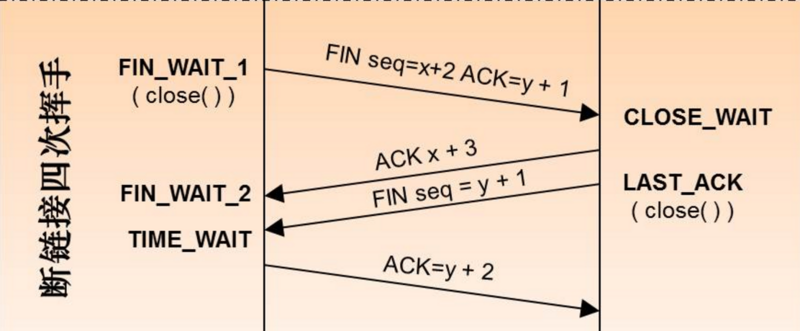 断链接四次挥手
FIN_WAIT_1
( close( ) )
FIN seq=x+2 ACK=y + 1
CLOSE_WAIT
ACK x + 3
FIN_WAIT_2
FIN seq = y + 1
LAST_ACK
( close( ) )
TIME_WAIT
ACK=y + 2